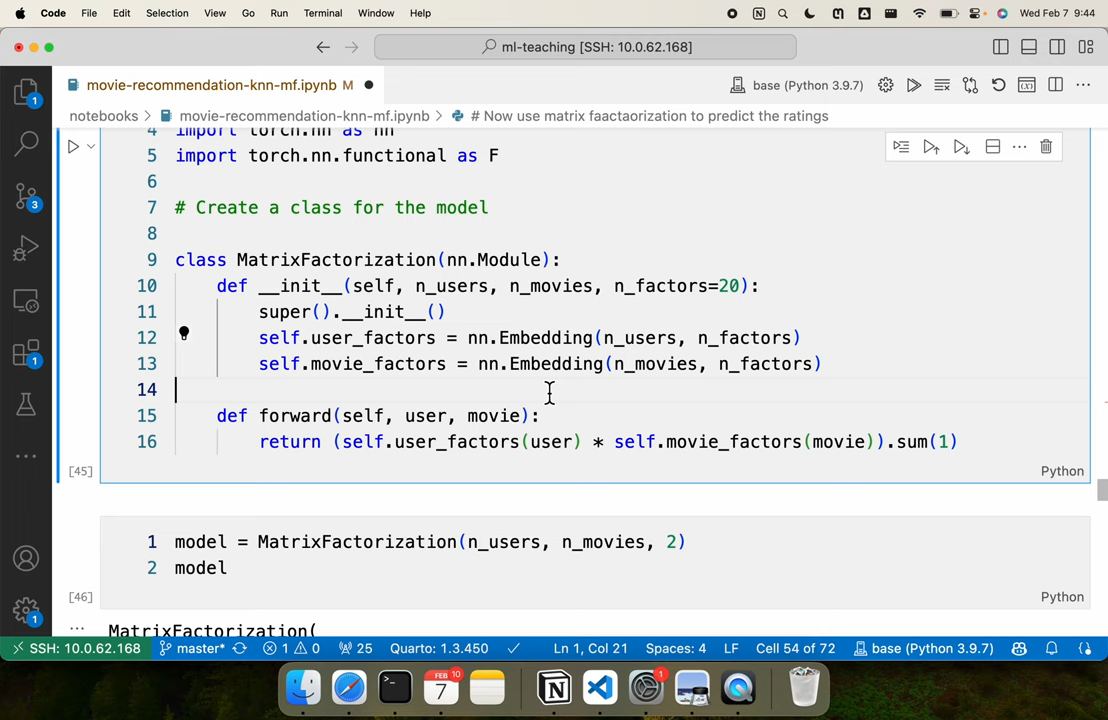 Code File Edit Selection View Go Run Terminal Window Help Wed Feb 7 9:44
ml-teaching [SSH: 10.0.62.168]
movie-recommendation-knn-mf.ipynb M
base (Python 3.9.7)
notebooks > movie-recommendation-knn-mf.ipynb > # Now use matrix faactaorization to predict the ratings
4 import torch.nn as nn
5 import torch.nn.functional as F
6
7 # Create a class for the model
8
9 class MatrixFactorization(nn.Module):
10 def __init__(self, n_users, n_movies, n_factors=20):
11 super().__init__()
12 self.user_factors = nn.Embedding(n_users, n_factors)
13 self.movie_factors = nn.Embedding(n_movies, n_factors)
14
15 def forward(self, user, movie):
16 return (self.user_factors(user) * self.movie_factors(movie)).sum(1)
[45] Python
1 model = MatrixFactorization(n_users, n_movies, 2)
2 model
[46] Python
... MatrixFactorization(
1
3
1
1
SSH: 10.0.62.168 master* 1 0 25 Quarto: 1.3.450 Ln 1, Col 21 Spaces: 4 LF Cell 54 of 72 base (Python 3.9.7)
FEB 10
7
1